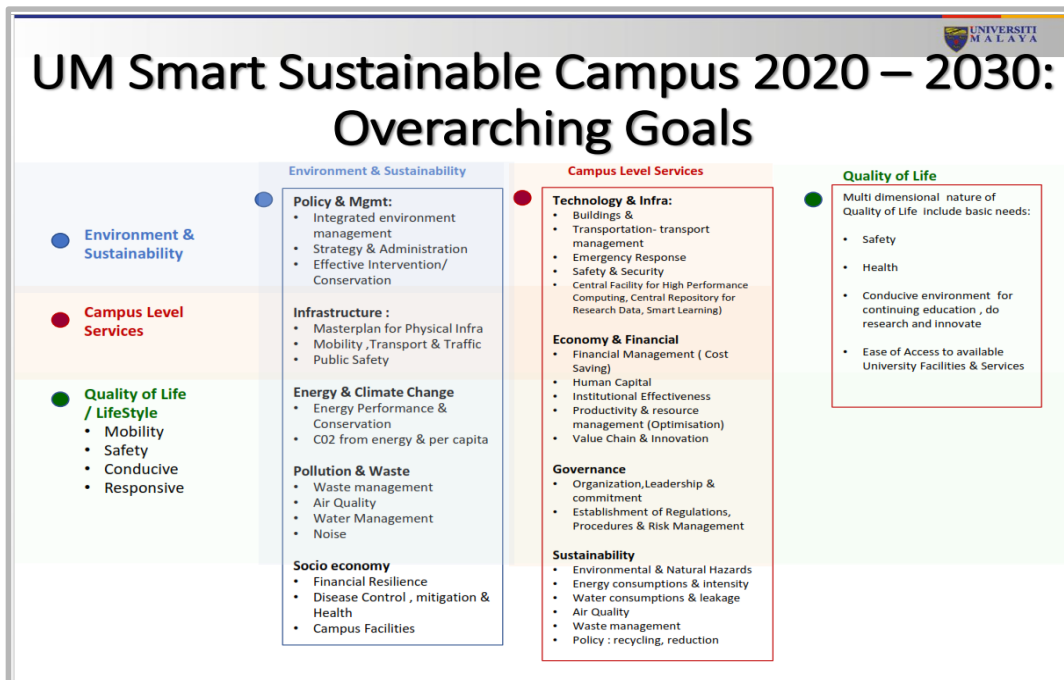 UNIVERSITI
MALAYA
UM Smart Sustainable Campus 2020 – 2030:
Overarching Goals
Environment &
Sustainability
Campus Level
Services
Quality of Life
/ LifeStyle
• Mobility
• Safety
• Conducive
• Responsive
Environment & Sustainability
Policy & Mgmt:
• Integrated environment
management
• Strategy & Administration
• Effective Intervention/
Conservation
Infrastructure :
• Masterplan for Physical Infra
• Mobility ,Transport & Traffic
• Public Safety
Energy & Climate Change
• Energy Performance &
Conservation
• C02 from energy & per capita
Pollution & Waste
• Waste management
• Air Quality
• Water Management
• Noise
Socio economy
• Financial Resilience
• Disease Control , mitigation &
Health
• Campus Facilities
Campus Level Services
Technology & Infra:
• Buildings &
• Transportation- transport
management
• Emergency Response
• Safety & Security
• Central Facility for High Performance
Computing, Central Repository for
Research Data, Smart Learning)
Economy & Financial
• Financial Management ( Cost
Saving)
• Human Capital
• Institutional Effectiveness
• Productivity & resource
management (Optimisation)
• Value Chain & Innovation
Governance
• Organization,Leadership &
commitment
• Establishment of Regulations,
Procedures & Risk Management
Sustainability
• Environmental & Natural Hazards
• Energy consumptions & intensity
• Water consumptions & leakage
• Air Quality
• Waste management
• Policy : recycling, reduction
Quality of Life
Multi dimensional nature of
Quality of Life include basic needs:
• Safety
• Health
• Conducive environment for
continuing education , do
research and innovate
• Ease of Access to available
University Facilities & Services